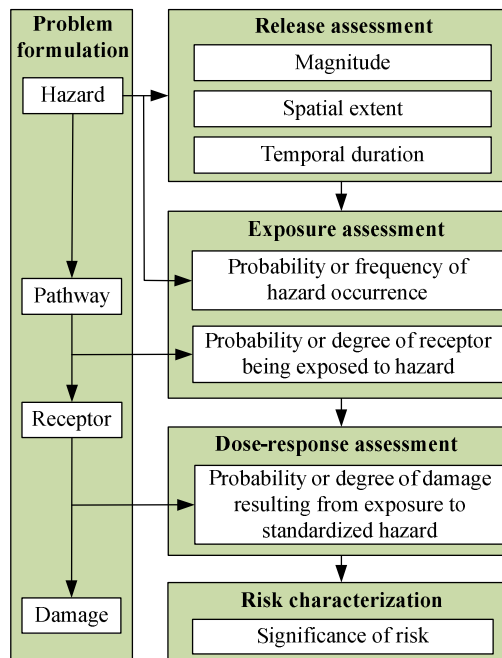 Problem
formulation
Hazard
Pathway
Receptor
Damage
Release assessment
Magnitude
Spatial extent
Temporal duration
Exposure assessment
Probability or frequency of
hazard occurrence
Probability or degree of receptor
being exposed to hazard
Dose-response assessment
Probability or degree of damage
resulting from exposure to
standardized hazard
Risk characterization
Significance of risk